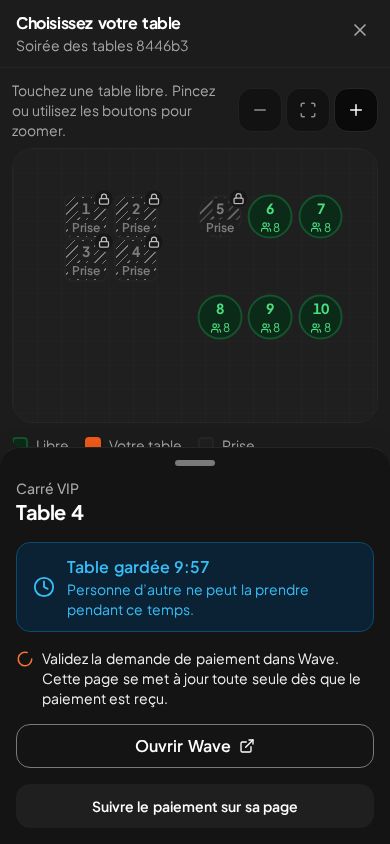 Choisissez votre table
Soirée des tables 8446b3
Touchez une table libre. Pincez
ou utilisez les boutons pour
zoomer.
1 2 5 6 7
Prise Prise Prise 8 8
3 4
Prise Prise
8 9 10
8 8 8
Libre Votre table Prise
Carré VIP
Table 4
Table gardée 9:57
Personne d'autre ne peut la prendre
pendant ce temps.
Validez la demande de paiement dans Wave.
Cette page se met à jour toute seule dès que le
paiement est reçu.
Ouvrir Wave
Suivre le paiement sur sa page